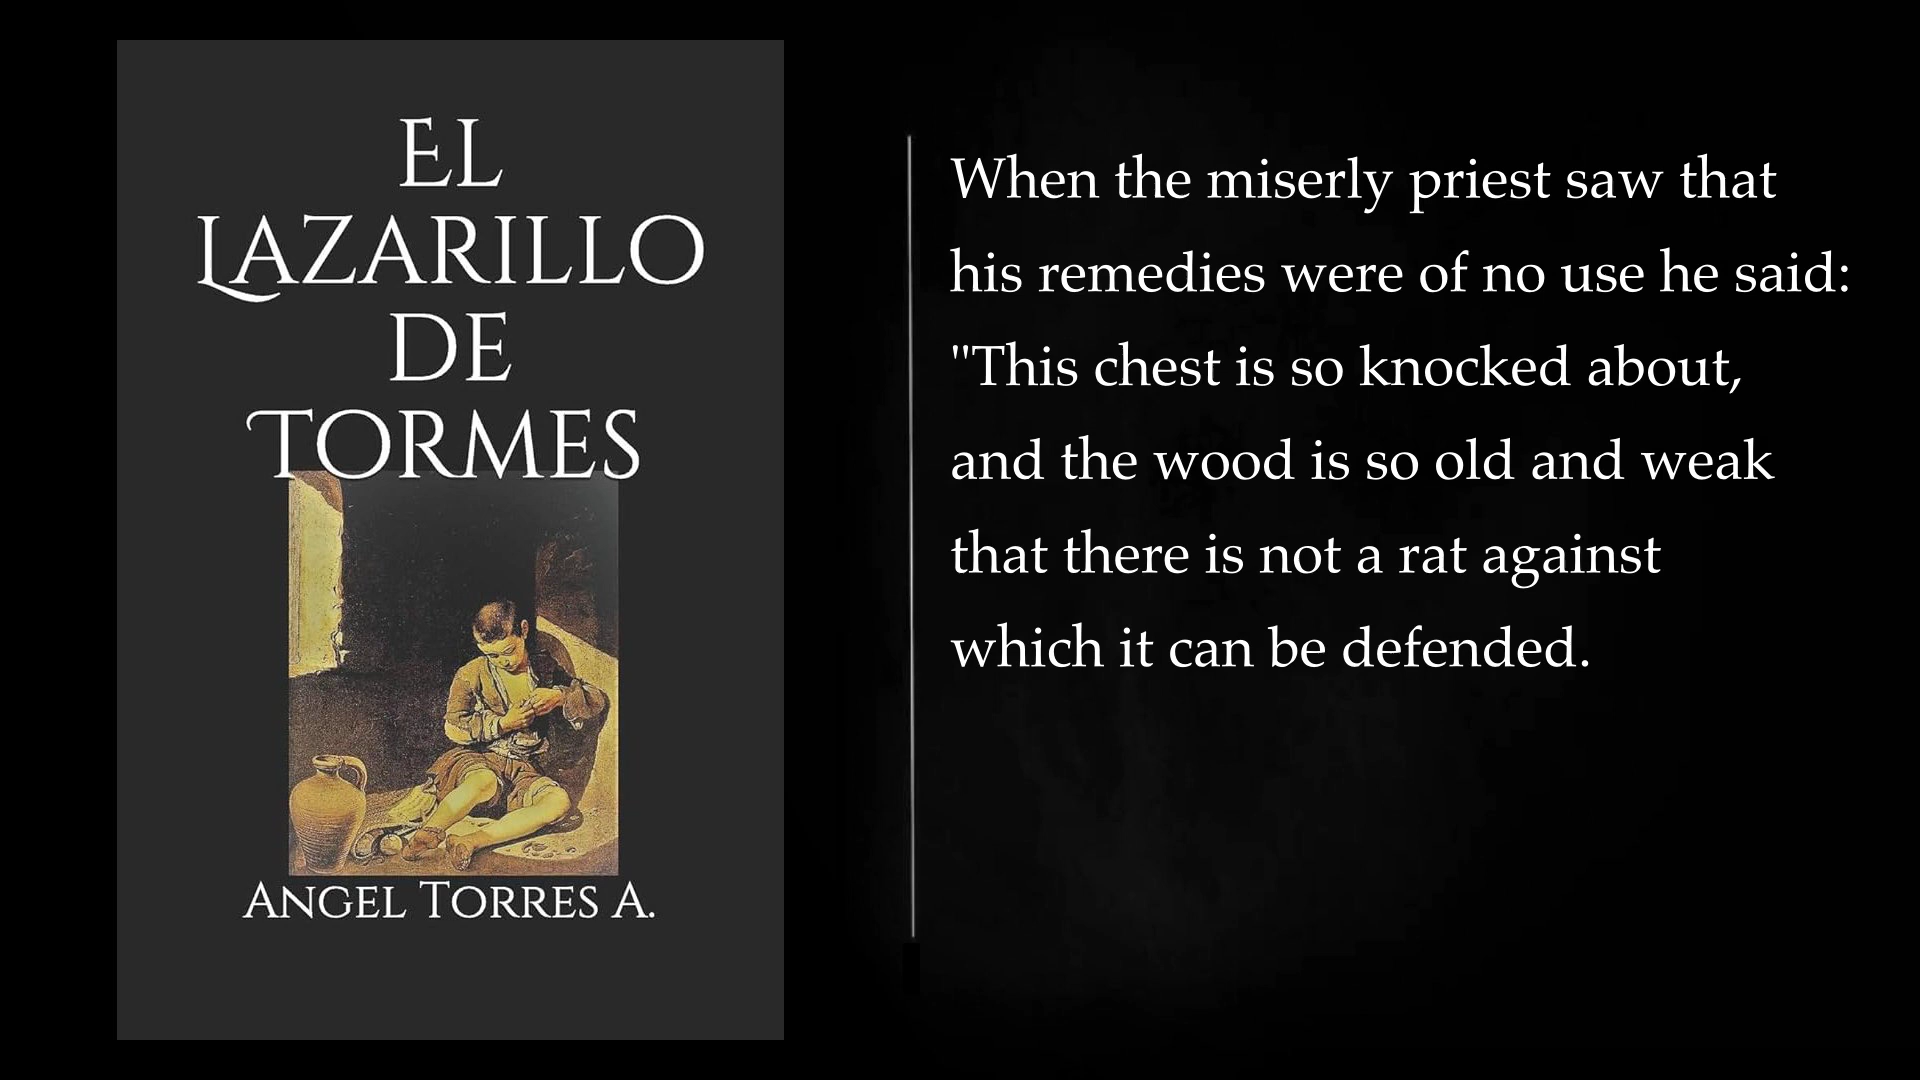 El
Lazarillo
de
Tormes
Angel Torres A.
When the miserly priest saw that
his remedies were of no use he said:
"This chest is so knocked about,
and the wood is so old and weak
that there is not a rat against
which it can be defended.